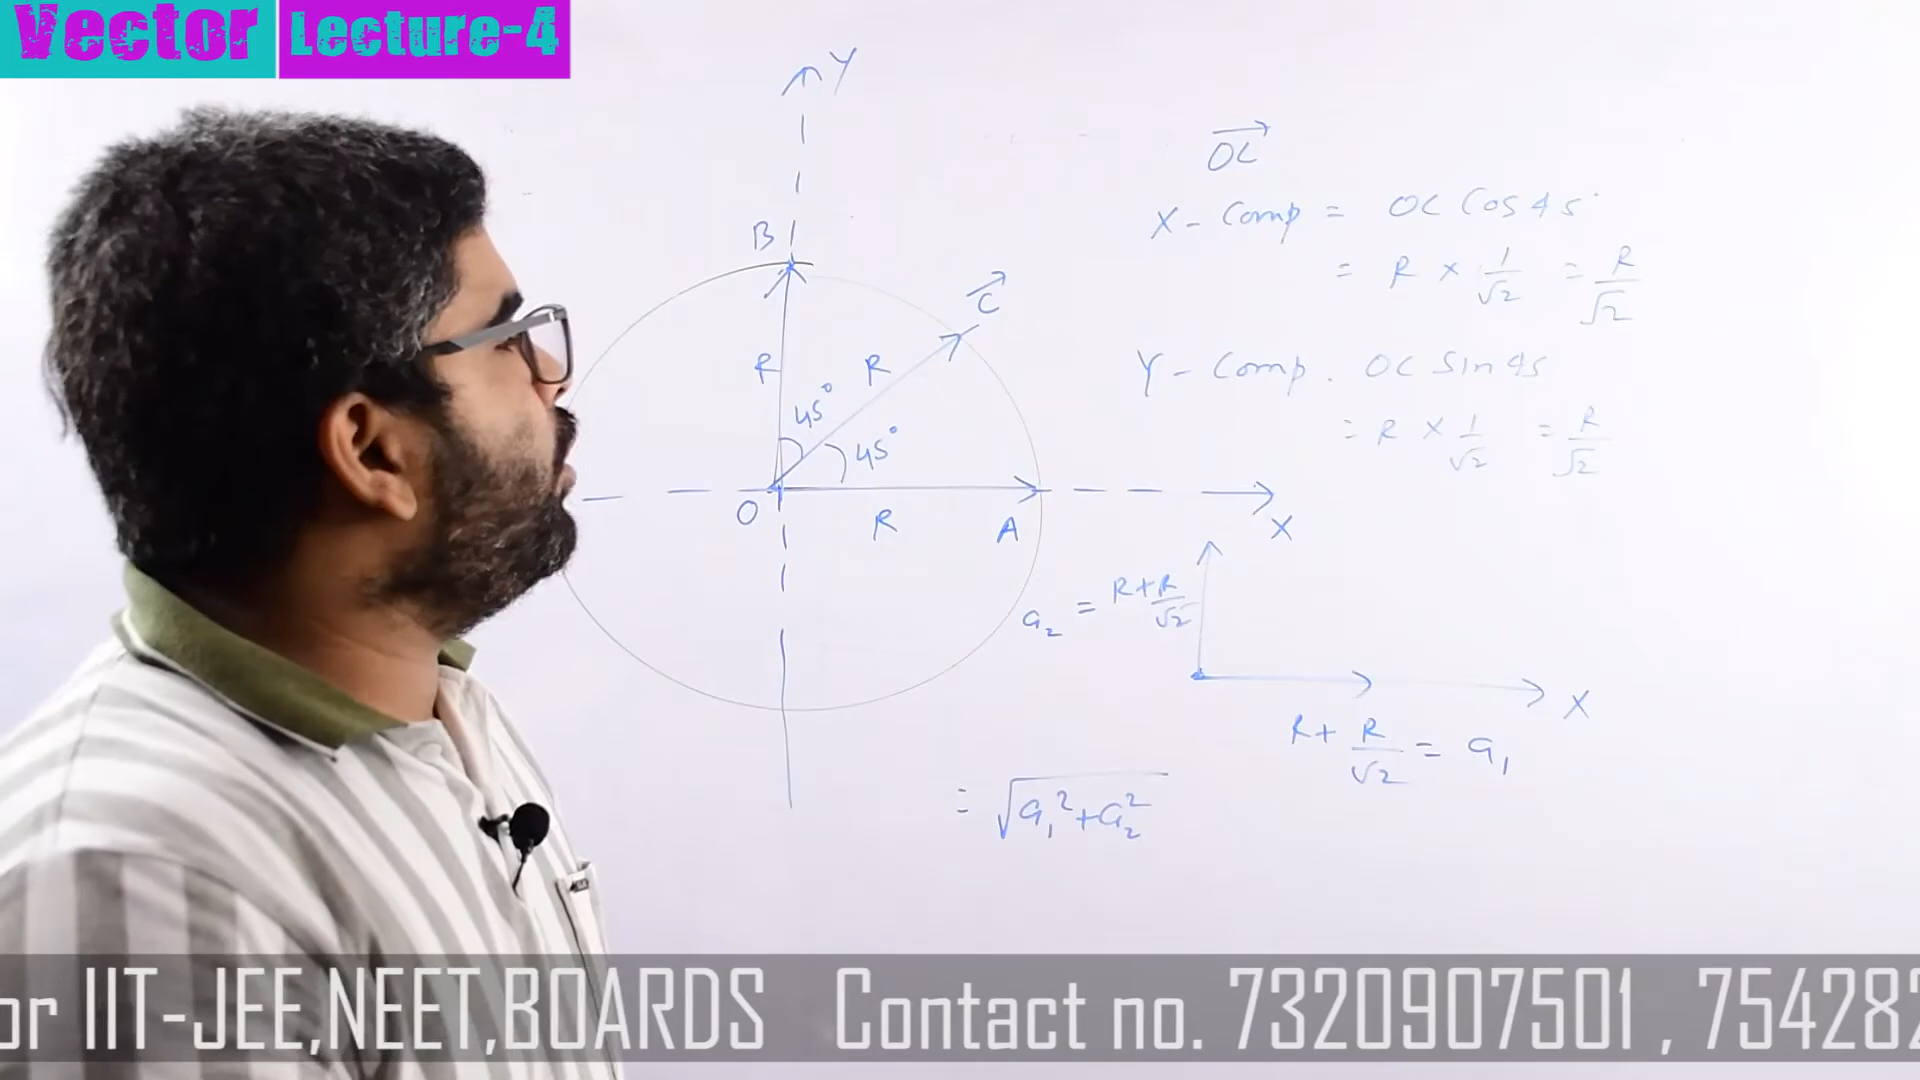 Vector Lecture-4
Y
B
C
R
R
45°
45°
O
R
A
X
OC
X - Comp = OC Cos 45°
= R × 1/√2 = R/√2
Y - Comp. OC Sin 45
= R × 1/√2 = R/√2
a₂ = R+R/√2
X
R + R/√2 = a₁
= √a₁²+a₂²
or IIT-JEE,NEET,BOARDS Contact no. 7320907501 , 754282